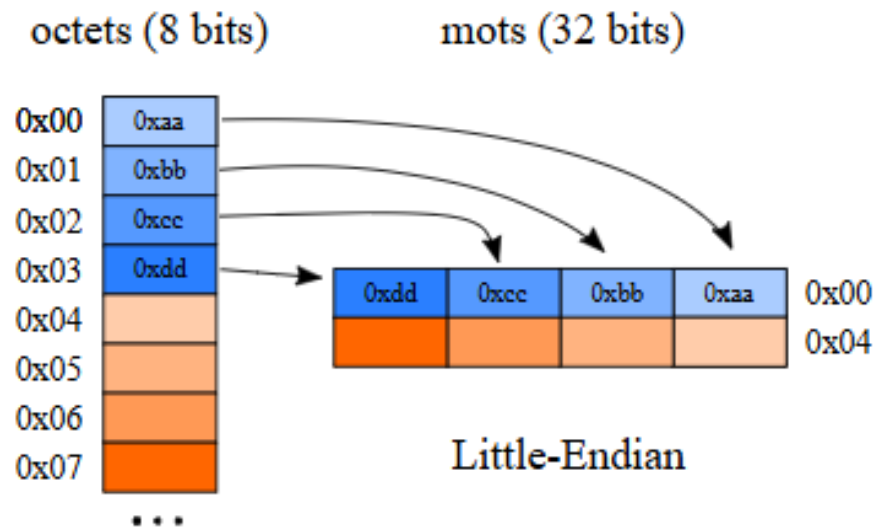 octets (8 bits)
mots (32 bits)
0x00 0xaa
0x01 0xbb
0x02 0xcc
0x03 0xdd
0x04
0x05
0x06
0x07
...
0xdd 0xcc 0xbb 0xaa 0x00
0x04
Little-Endian